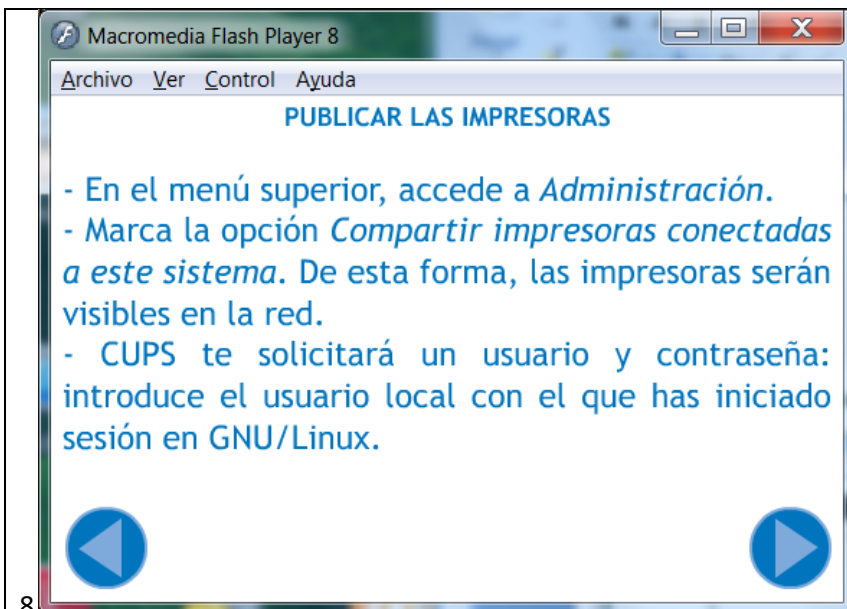 Macromedia Flash Player 8
Archivo Ver Control Ayuda
PUBLICAR LAS IMPRESORAS
- En el menú superior, accede a Administración.
- Marca la opción Compartir impresoras conectadas
a este sistema. De esta forma, las impresoras serán
visibles en la red.
- CUPS te solicitará un usuario y contraseña:
introduce el usuario local con el que has iniciado
sesión en GNU/Linux.
8